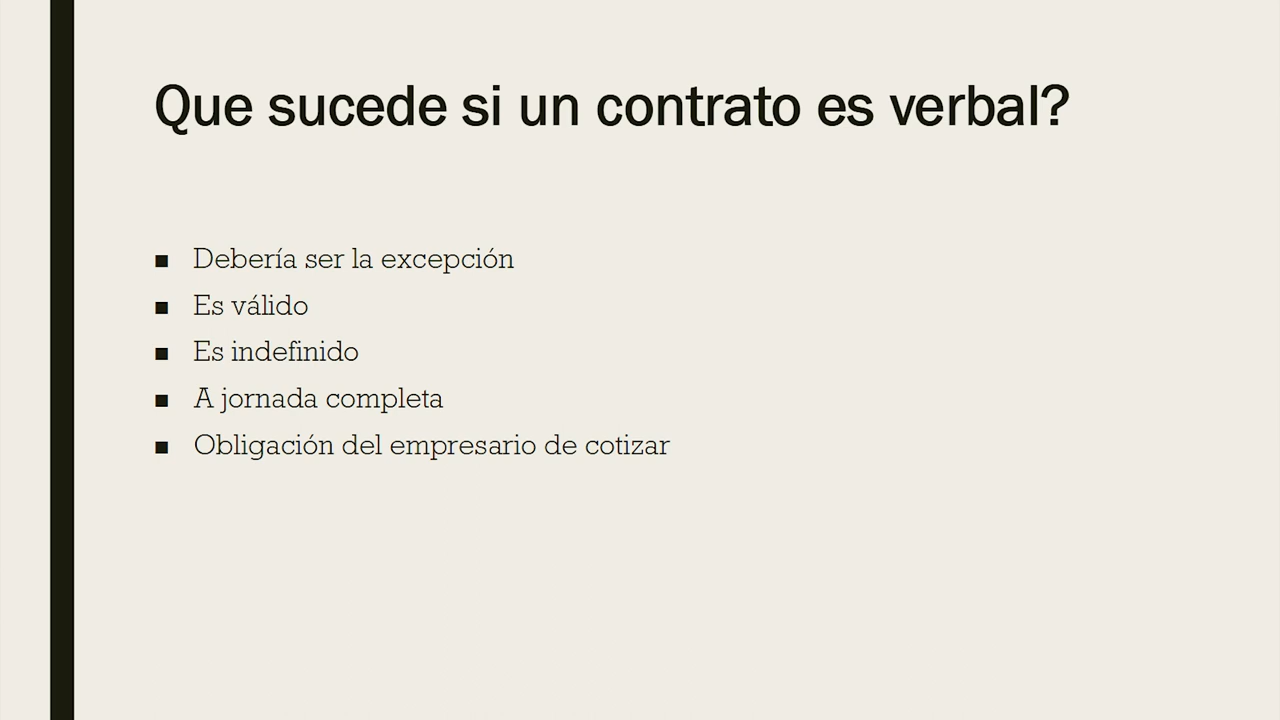 Que sucede si un contrato es verbal?
■ Debería ser la excepción
■ Es válido
■ Es indefinido
■ A jornada completa
■ Obligación del empresario de cotizar